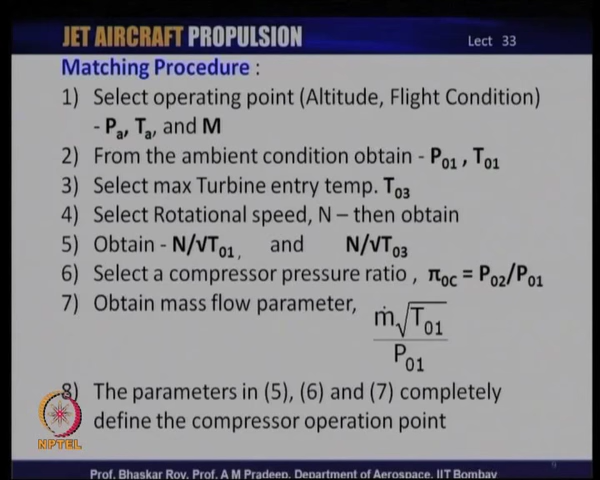 JET AIRCRAFT PROPULSION
Lect 33
Matching Procedure :
1) Select operating point (Altitude, Flight Condition)
- Pa, Ta, and M
2) From the ambient condition obtain - P01 , T01
3) Select max Turbine entry temp. T03
4) Select Rotational speed, N – then obtain
5) Obtain - N/√T01, and N/√T03
6) Select a compressor pressure ratio , π0C = P02/P01
7) Obtain mass flow parameter, ṁ√T01 / P01
8) The parameters in (5), (6) and (7) completely
define the compressor operation point
NPTEL
Prof. Bhaskar Roy, Prof. A M Pradeep, Department of Aerospace, IIT Bombay